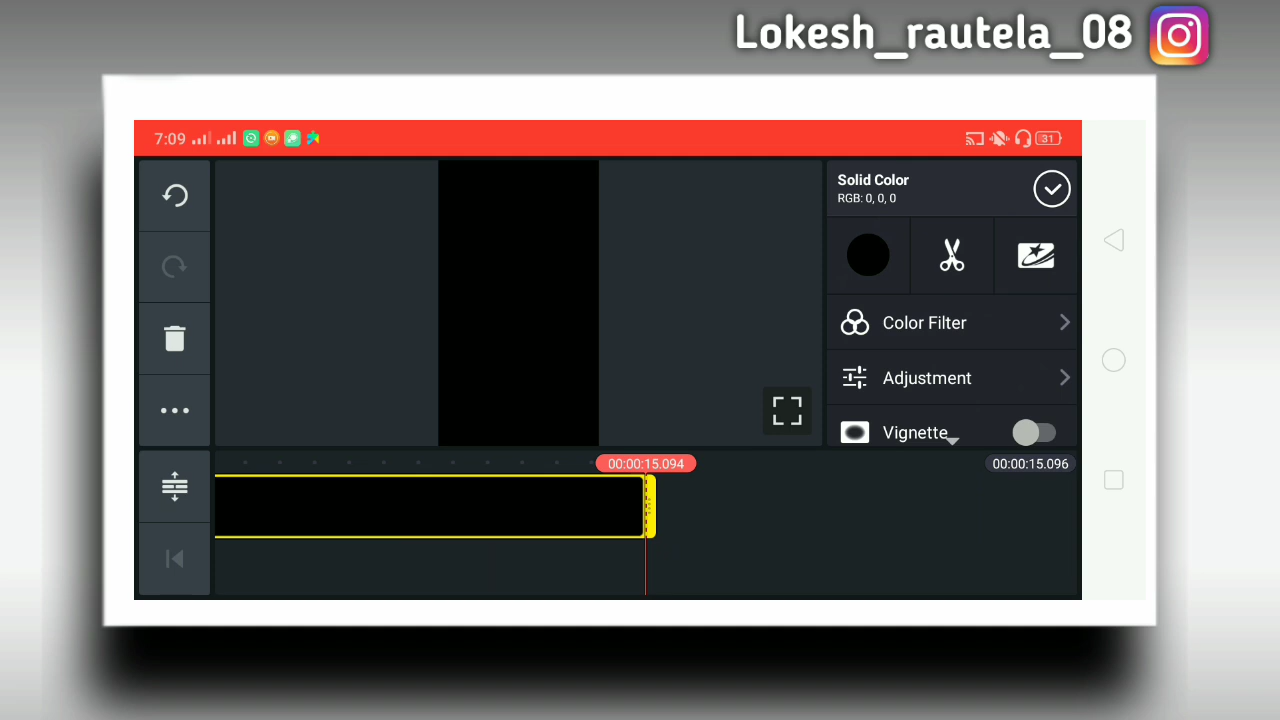 Lokesh_rautela_08
7:09
31
Solid Color
RGB: 0, 0, 0
Color Filter
Adjustment
Vignette
00:00:15.094
00:00:15.096